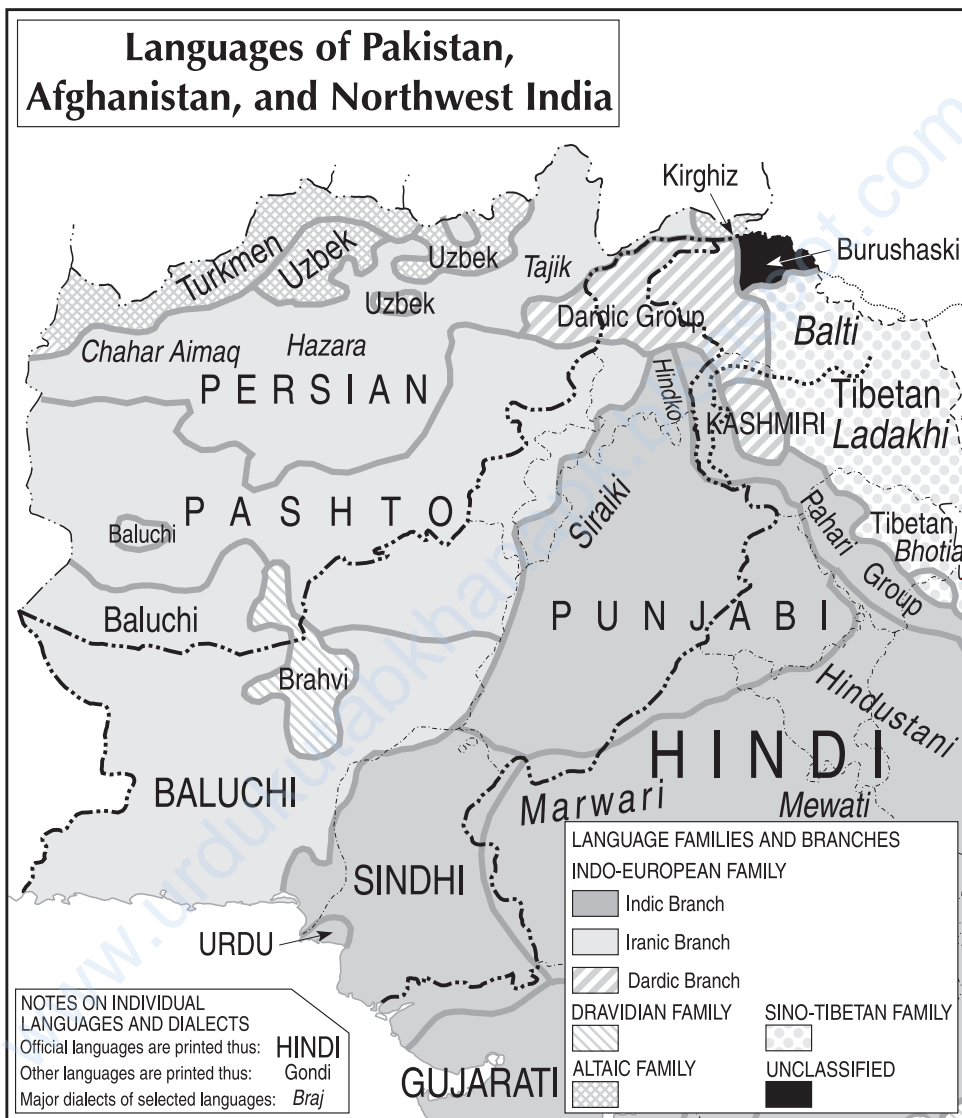 Languages of Pakistan,
Afghanistan, and Northwest India
Kirghiz
Burushaski
Turkmen
Uzbek
Uzbek
Uzbek
Tajik
Dardic Group
Balti
Chahar Aimaq
Hazara
PERSIAN
Hindko
KASHMIRI
Tibetan
Ladakhi
PASHTO
Baluchi
Siraiki
Pahari
Group
Tibetan
Bhotia
Baluchi
PUNJABI
Brahvi
Hindustani
HINDI
BALUCHI
Marwari
Mewati
SINDHI
URDU
GUJARATI
LANGUAGE FAMILIES AND BRANCHES
INDO-EUROPEAN FAMILY
Indic Branch
Iranic Branch
Dardic Branch
DRAVIDIAN FAMILY
SINO-TIBETAN FAMILY
ALTAIC FAMILY
UNCLASSIFIED
NOTES ON INDIVIDUAL
LANGUAGES AND DIALECTS
Official languages are printed thus: HINDI
Other languages are printed thus: Gondi
Major dialects of selected languages: Braj